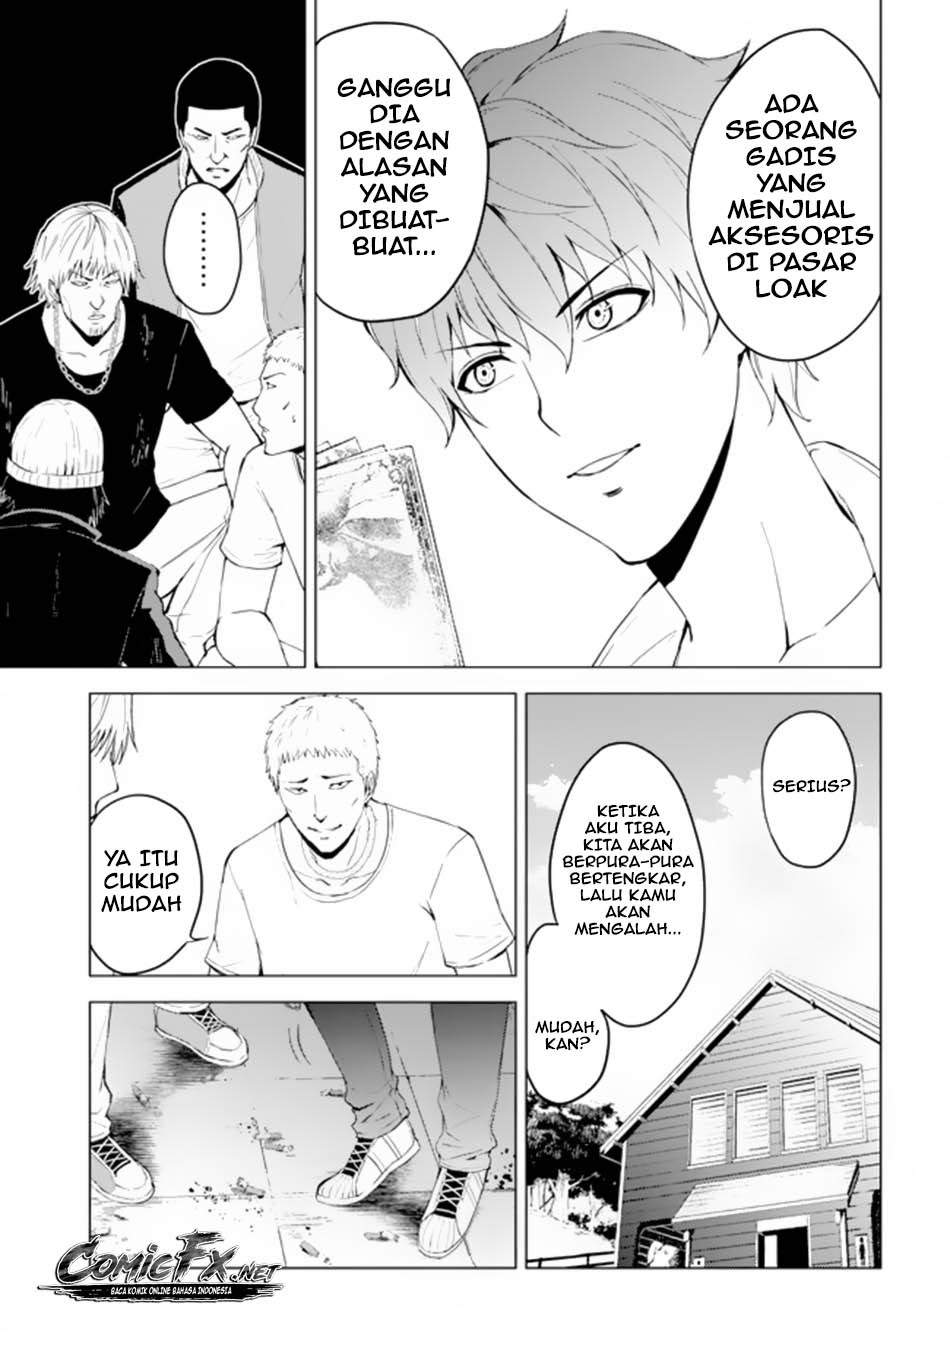 ADA
SEORANG
GADIS
YANG
MENJUAL
AKSESORIS
DI PASAR
LOAK
GANGGU
DIA
DENGAN
ALASAN
YANG
DIBUAT-
BUAT...
.........
SERIUS?
KETIKA
AKU TIBA,
KITA AKAN
BERPURA-PURA
BERTENGKAR,
LALU KAMU
AKAN
MENGALAH...
MUDAH,
KAN?
YA ITU
CUKUP
MUDAH
COMICFX.NET
BACA KOMIK ONLINE BAHASA INDONESIA